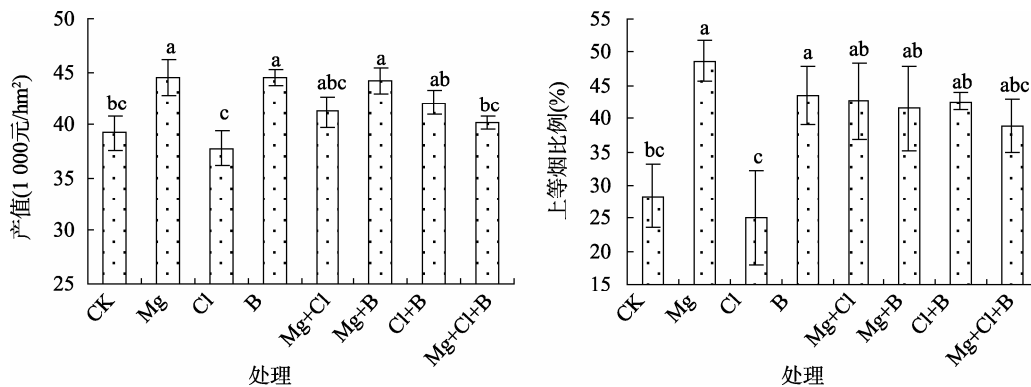 产值(1 000元/hm²)
50
45
40
35
30
25
bc
a
c
a
abc
a
ab
bc
CK
Mg
Cl
B
Mg+Cl
Mg+B
Cl+B
Mg+Cl+B
处理
上等烟比例(%)
55
50
45
40
35
30
25
20
15
bc
a
c
a
ab
ab
ab
abc
CK
Mg
Cl
B
Mg+Cl
Mg+B
Cl+B
Mg+Cl+B
处理